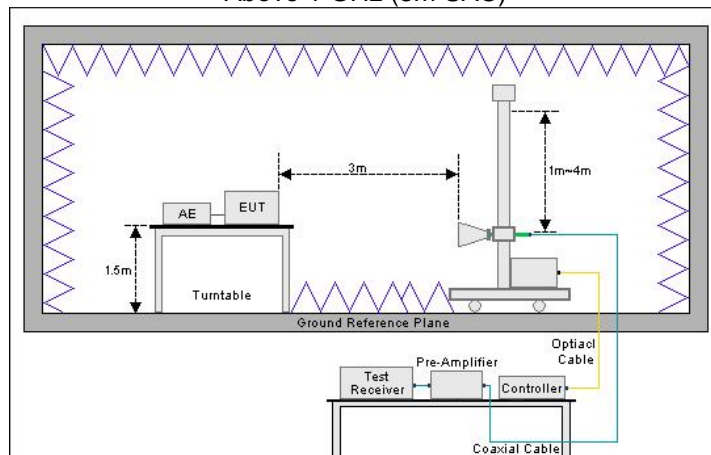 Above 1 GHz (3m SAC)
3m
1m~4m
AE
EUT
1.5m
Turntable
Ground Reference Plane
Optiacl
Cable
Pre-Amplifier
Test
Receiver
Controller
Coaxial Cable